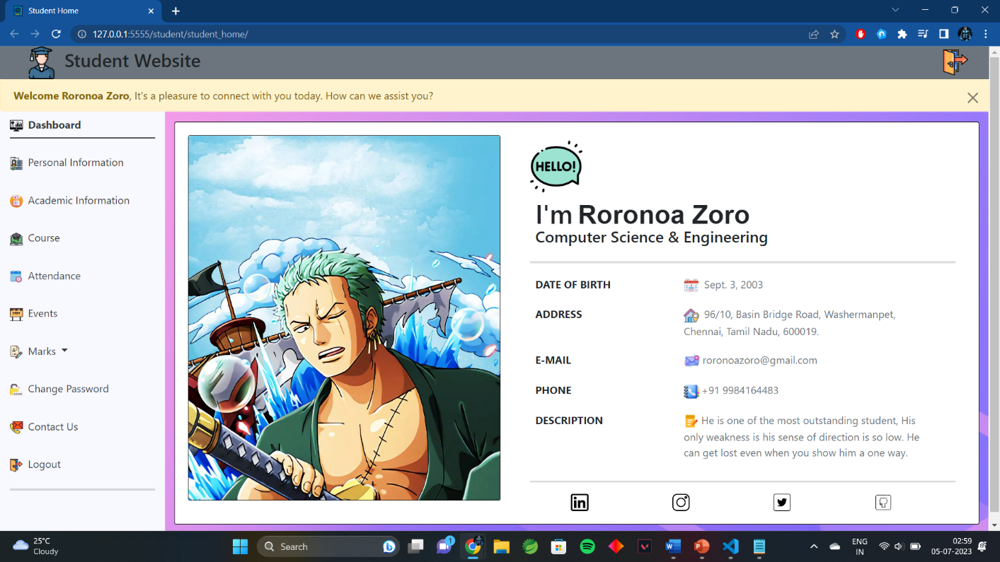 Student Home
127.0.0.1:5555/student/student_home/
Student Website
Welcome Roronoa Zoro, It's a pleasure to connect with you today. How can we assist you?
Dashboard
Personal Information
Academic Information
Course
Attendance
Events
Marks
Change Password
Contact Us
Logout
HELLO!
I'm Roronoa Zoro
Computer Science & Engineering
DATE OF BIRTH
Sept. 3, 2003
ADDRESS
96/10, Basin Bridge Road, Washermanpet,
Chennai, Tamil Nadu, 600019.
E-MAIL
roronoazoro@gmail.com
PHONE
+91 9984164483
DESCRIPTION
He is one of the most outstanding student, His
only weakness is his sense of direction is so low. He
can get lost even when you show him a one way.
in
25°C
Cloudy
Search
1
ENG
IN
02:59
05-07-2023